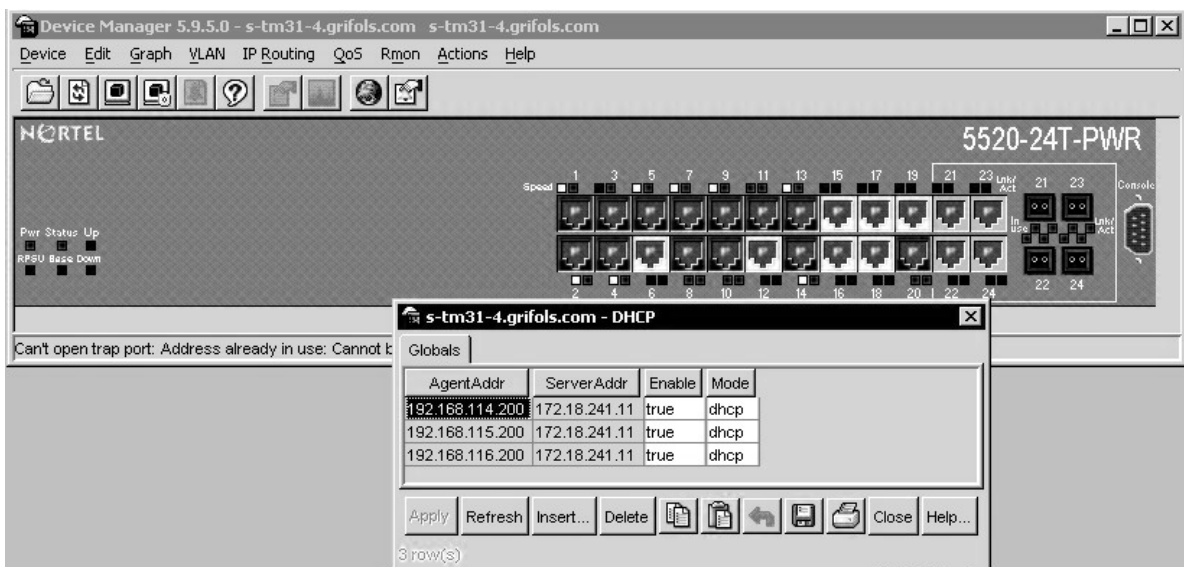 Device Manager 5.9.5.0 - s-tm31-4.grifols.com s-tm31-4.grifols.com
Device Edit Graph VLAN IP Routing QoS Rmon Actions Help
NORTEL
5520-24T-PWR
Speed 1 3 5 7 9 11 13 15 17 19 21 23 Lnk/Act 21 23 Console
Pwr Status Up
RPSU Base Down
In use
Lnk/Act
2 4 6 8 10 12 14 16 18 20 22 24 22 24
Can't open trap port: Address already in use: Cannot b
s-tm31-4.grifols.com - DHCP
Globals
AgentAddr ServerAddr Enable Mode
192.168.114.200 172.18.241.11 true dhcp
192.168.115.200 172.18.241.11 true dhcp
192.168.116.200 172.18.241.11 true dhcp
Apply Refresh Insert... Delete Close Help...
3 row(s)